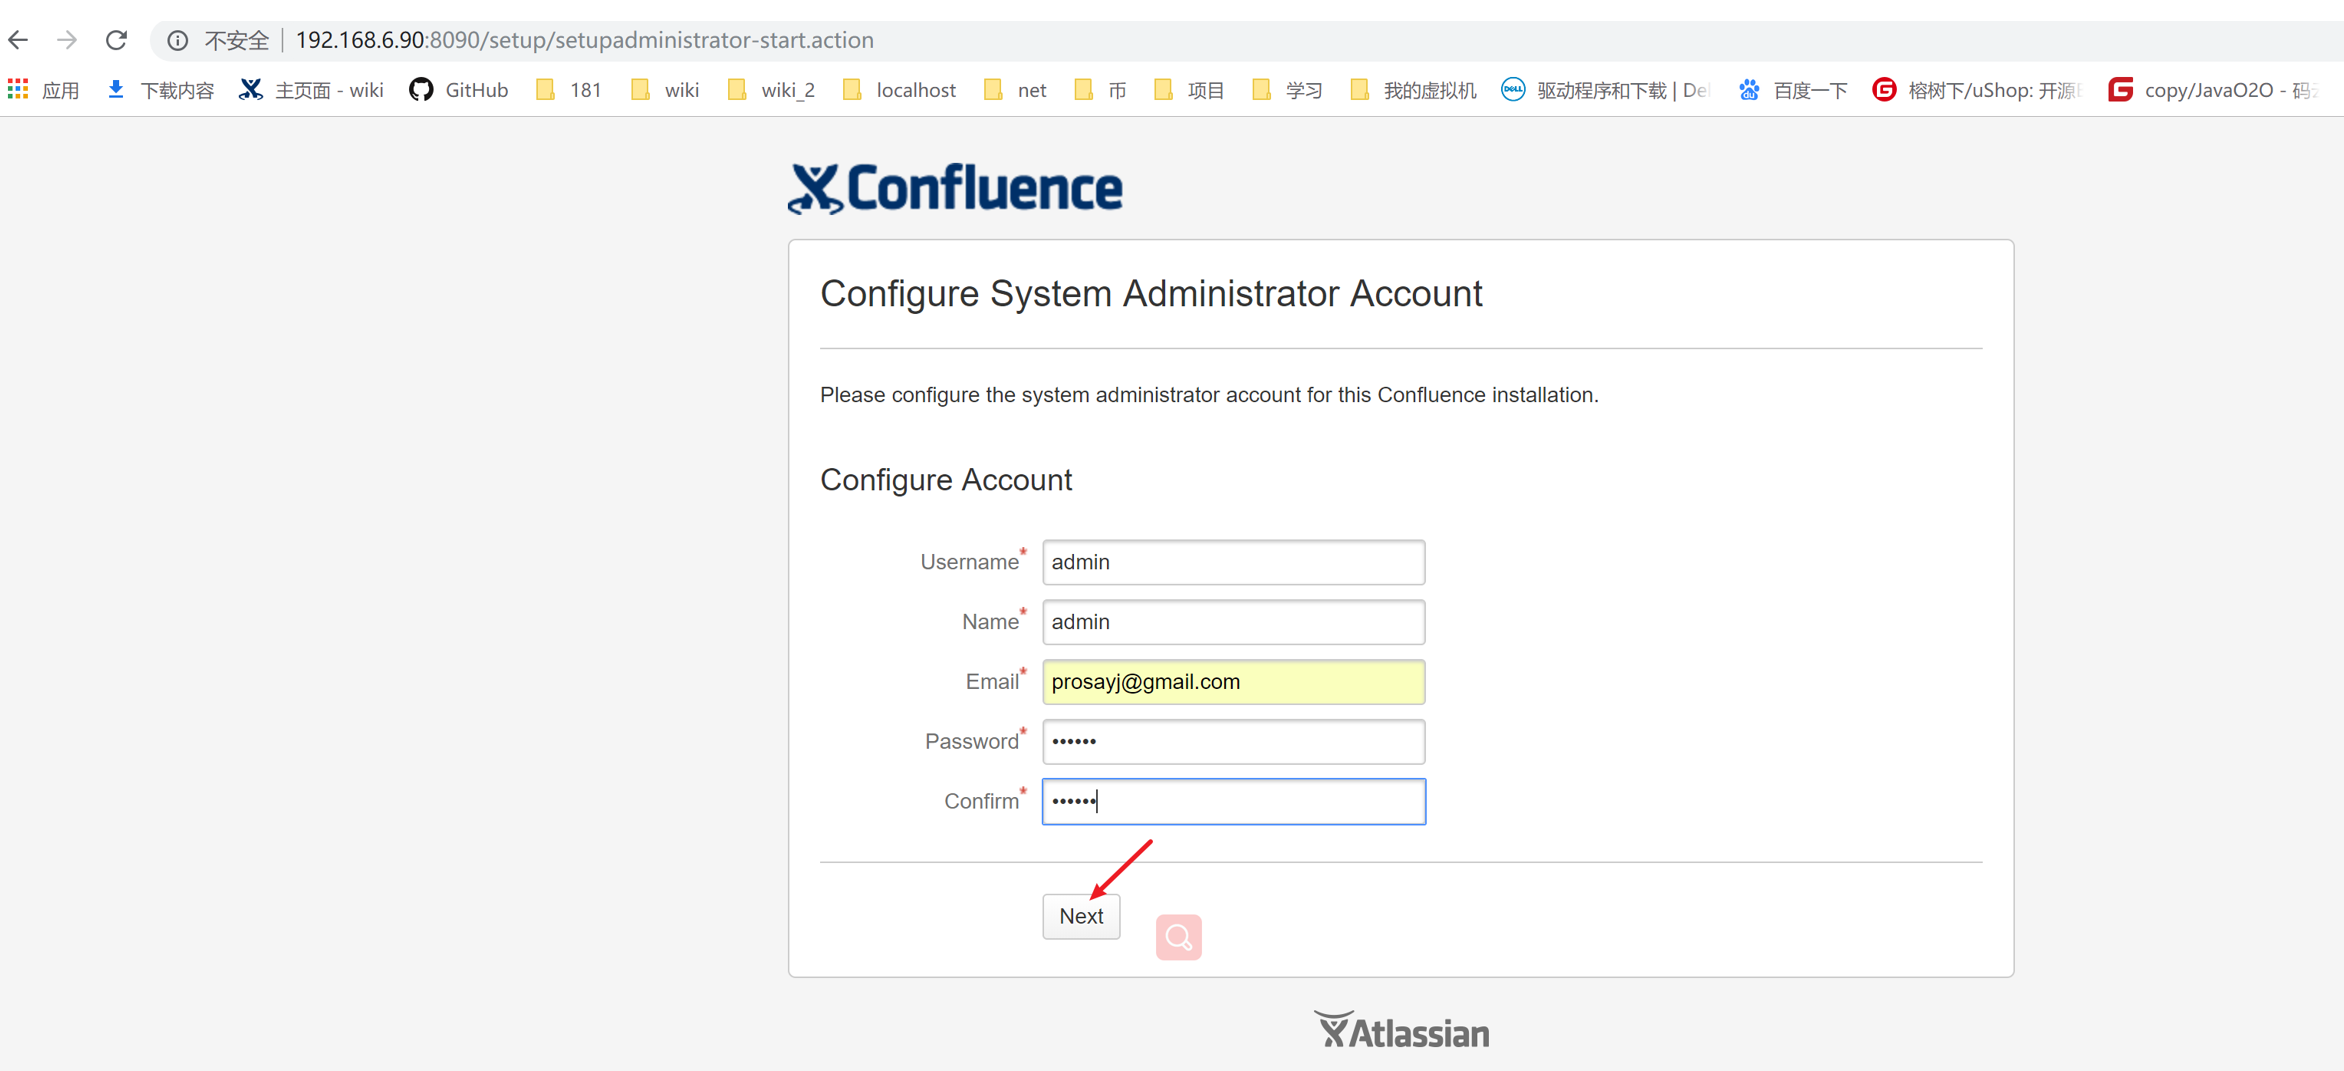 不安全 192.168.6.90:8090/setup/setupadministrator-start.action
应用 下载内容 主页面 - wiki GitHub 181 wiki wiki_2 localhost net 币 项目 学习 我的虚拟机 DELL 驱动程序和下载 | Del du 百度一下 G 榕树下/uShop: 开源 G copy/JavaO2O - 码
Confluence
Configure System Administrator Account
Please configure the system administrator account for this Confluence installation.
Configure Account
Username* admin
Name* admin
Email* prosayj@gmail.com
Password* ••••••
Confirm* ••••••
Next
Atlassian